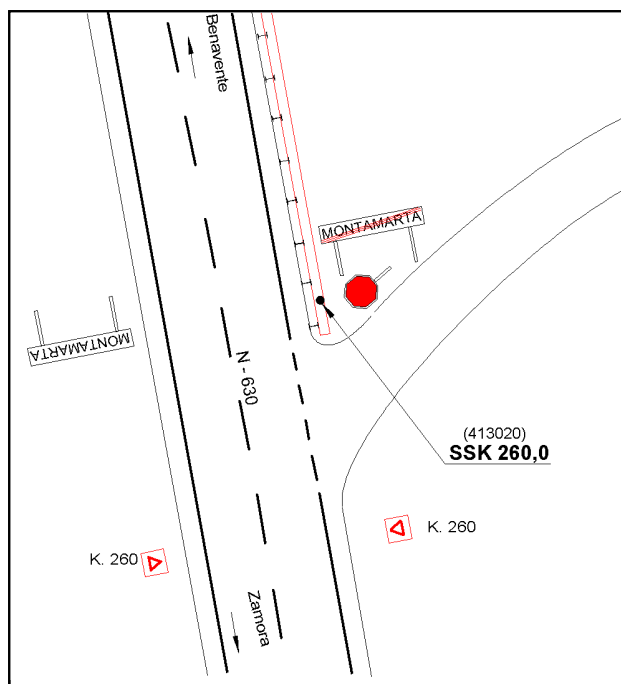 Benavente
MONTAMARTA
MONTAMARTA
N - 630
(413020)
SSK 260,0
K. 260
K. 260
Zamora